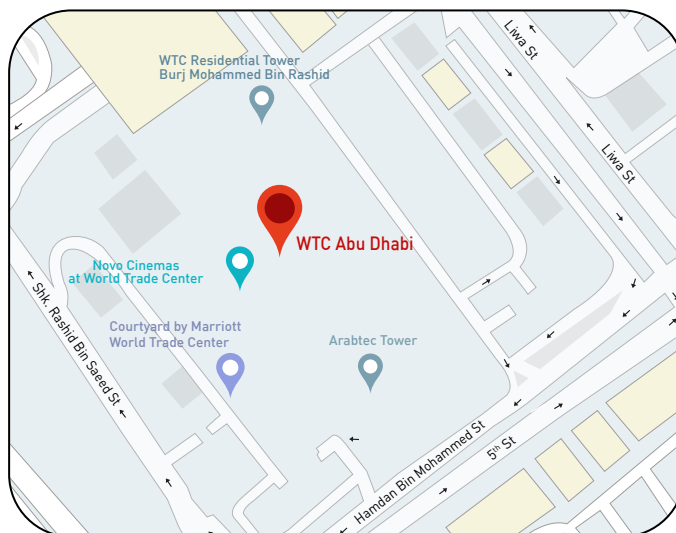 Liwa St
WTC Residential Tower
Burj Mohammed Bin Rashid
Liwa St
WTC Abu Dhabi
Novo Cinemas
at World Trade Center
Shk. Rashid Bin Saeed St
Courtyard by Marriott
World Trade Center
Arabtec Tower
Hamdan Bin Mohammed St
5th St